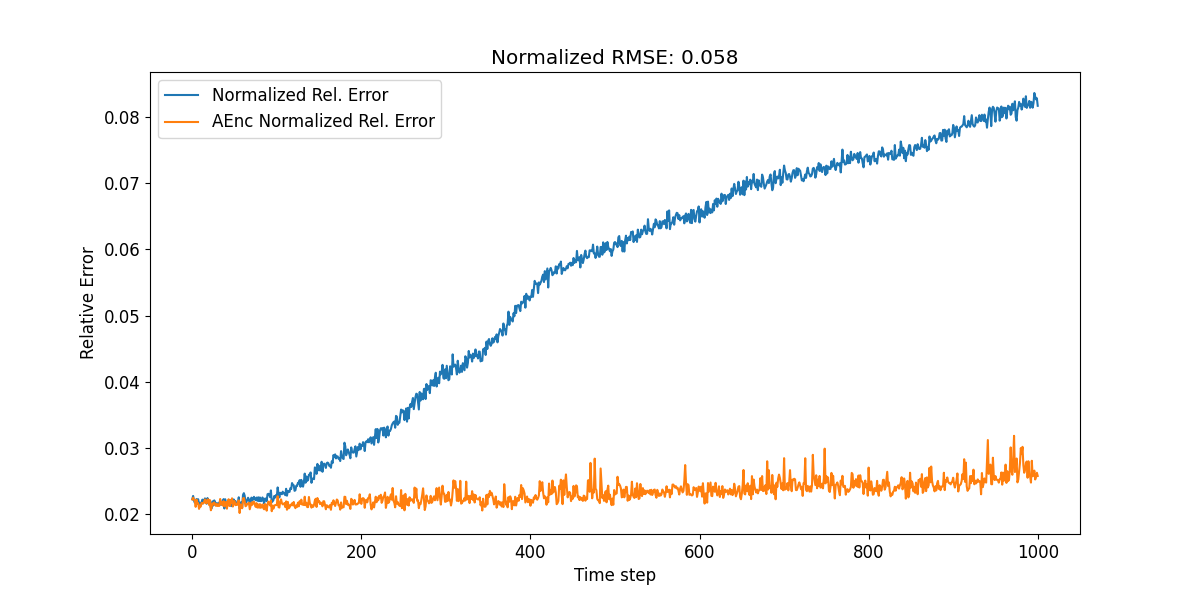 Normalized RMSE: 0.058
Normalized Rel. Error
AEnc Normalized Rel. Error
Relative Error
0.08
0.07
0.06
0.05
0.04
0.03
0.02
0 200 400 600 800 1000
Time step